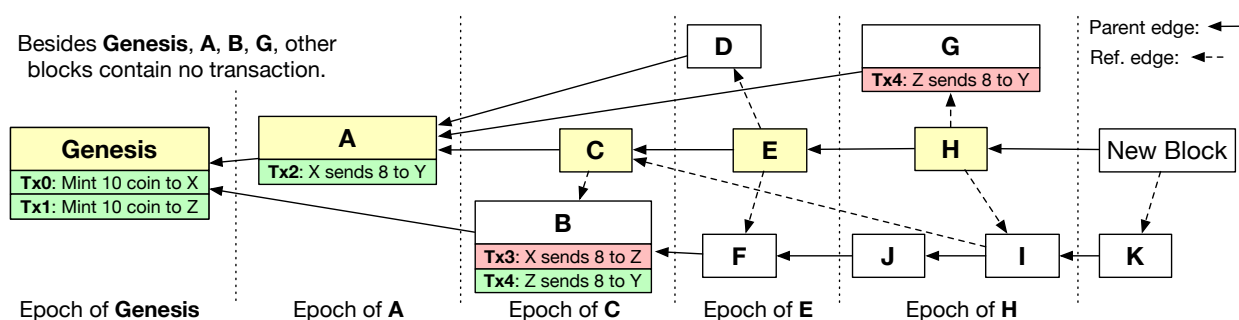 Besides Genesis, A, B, G, other
blocks contain no transaction.
Parent edge:
Ref. edge:
D
G
Tx4: Z sends 8 to Y
Genesis
Tx0: Mint 10 coin to X
Tx1: Mint 10 coin to Z
A
Tx2: X sends 8 to Y
C
E
H
New Block
B
Tx3: X sends 8 to Z
Tx4: Z sends 8 to Y
F
J
I
K
Epoch of Genesis
Epoch of A
Epoch of C
Epoch of E
Epoch of H